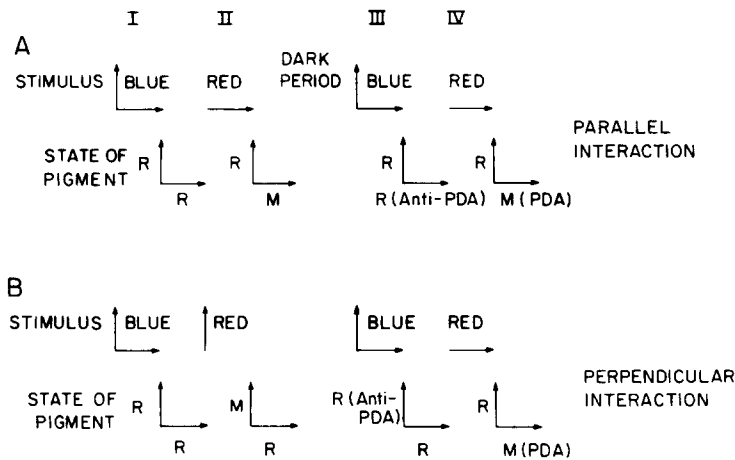 I II III IV
A
STIMULUS BLUE RED DARK PERIOD BLUE RED
STATE OF PIGMENT R R R M R R (Anti-PDA) R M (PDA)
PARALLEL INTERACTION
B
STIMULUS BLUE RED BLUE RED
STATE OF PIGMENT R R M R R (Anti-PDA) R R M (PDA)
PERPENDICULAR INTERACTION